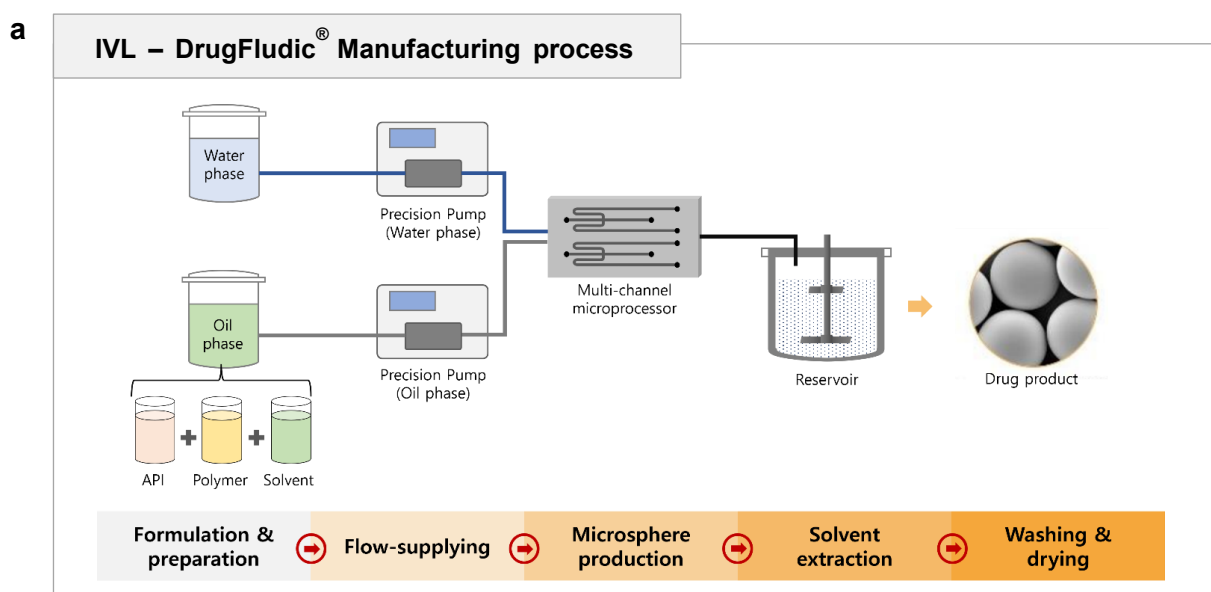 a
IVL – DrugFludic® Manufacturing process
Water
phase
Precision Pump
(Water phase)
Multi-channel
microprocessor
Oil
phase
Precision Pump
(Oil phase)
Reservoir
Drug product
API
Polymer
Solvent
Formulation &
preparation
Flow-supplying
Microsphere
production
Solvent
extraction
Washing &
drying